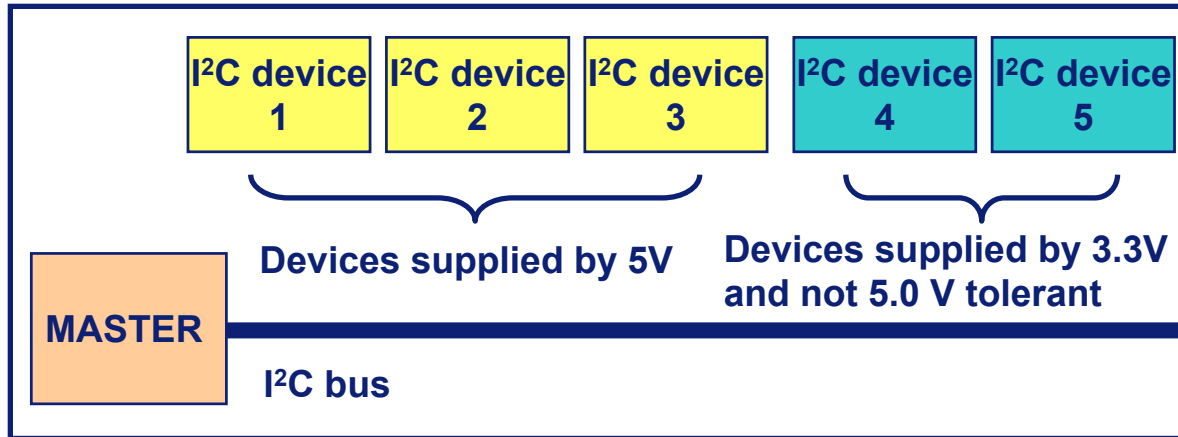 I²C device
1
I²C device
2
I²C device
3
I²C device
4
I²C device
5
Devices supplied by 5V
Devices supplied by 3.3V
and not 5.0 V tolerant
MASTER
I²C bus